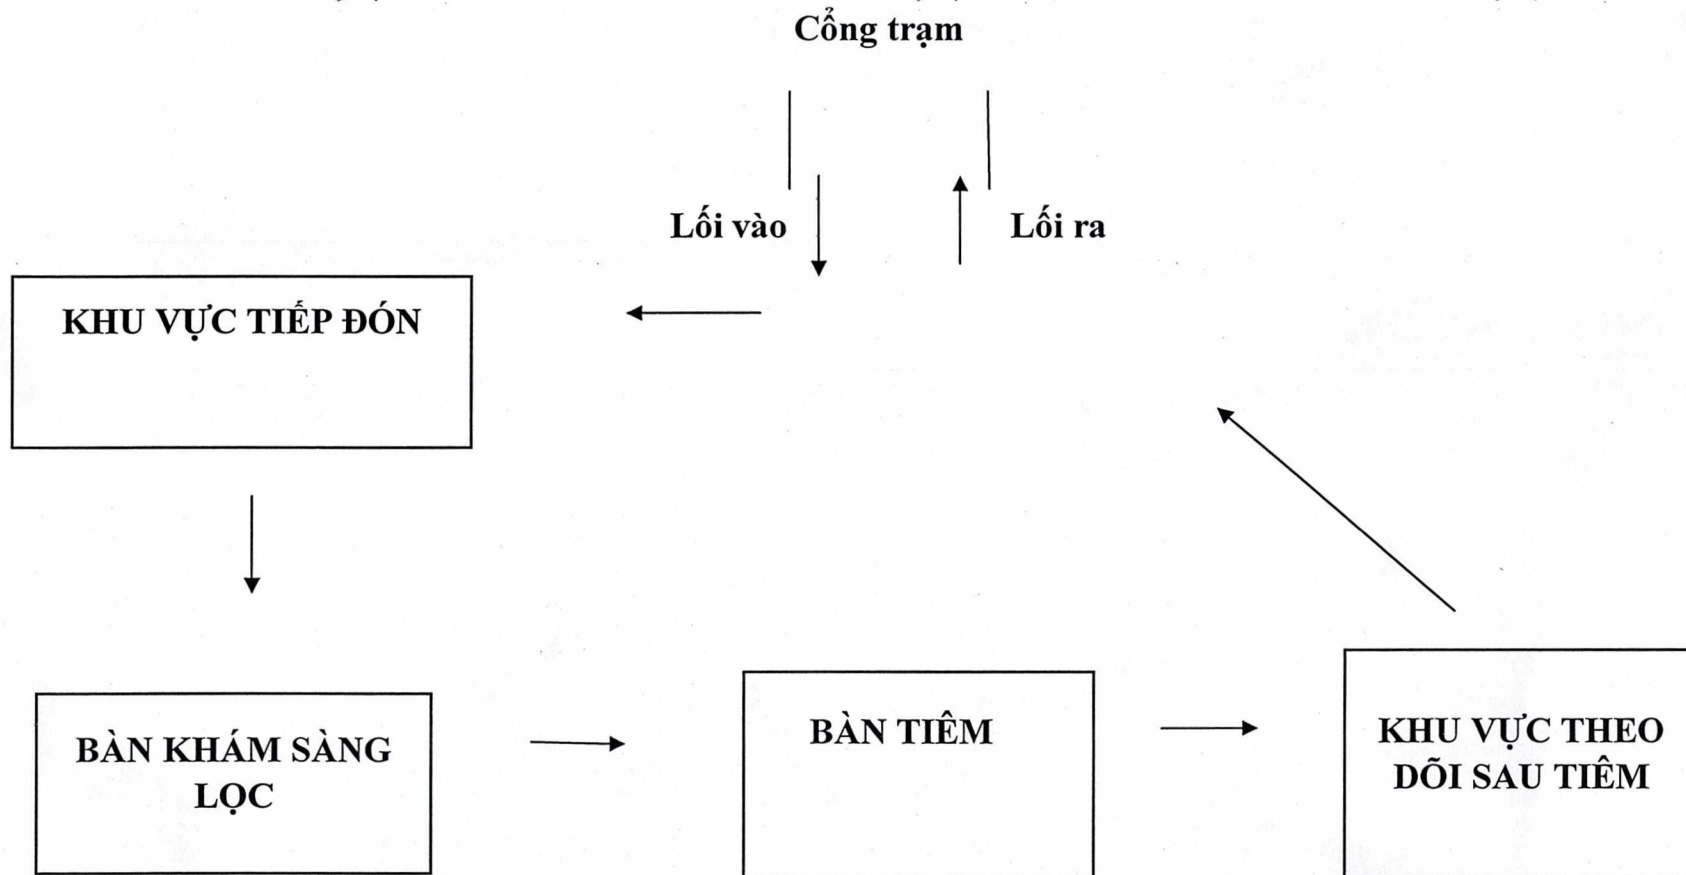 Cổng trạm
Lối vào
Lối ra
KHU VỰC TIẾP ĐÓN
BÀN KHÁM SÀNG
LỌC
BÀN TIÊM
KHU VỰC THEO
DÕI SAU TIÊM